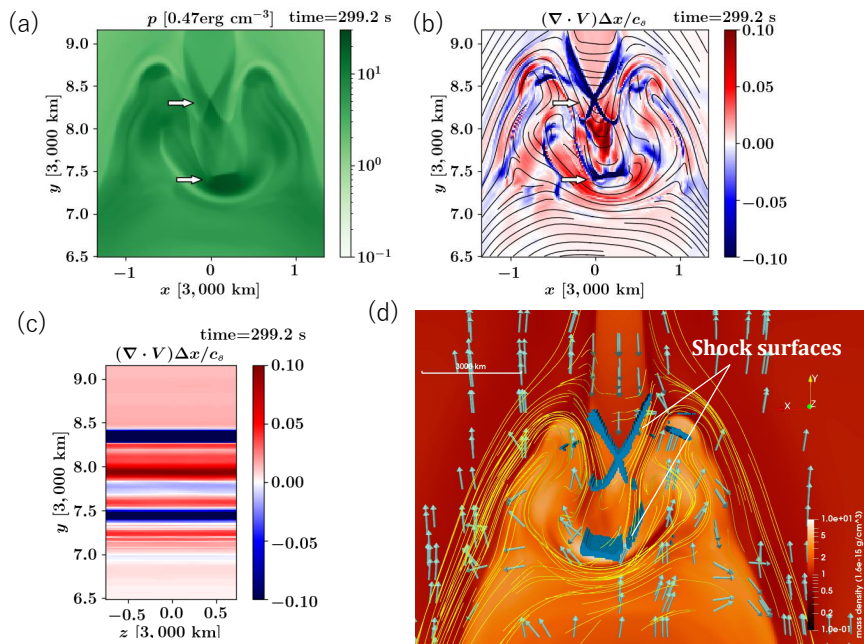 (a)
p [0.47erg cm⁻³] time=299.2 s
9.0
8.5
8.0
7.5
7.0
6.5
y [3,000 km]
−1 0 1
x [3,000 km]
10¹
10⁰
10⁻¹
(b)
(∇ · V)Δx/cₛ time=299.2 s
9.0
8.5
8.0
7.5
7.0
6.5
y [3,000 km]
−1 0 1
x [3,000 km]
0.10
0.05
0.00
−0.05
−0.10
(c)
time=299.2 s
(∇ · V)Δx/cₛ
9.0
8.5
8.0
7.5
7.0
6.5
y [3,000 km]
−0.5 0.0 0.5
z [3,000 km]
0.10
0.05
0.00
−0.05
−0.10
(d)
Shock surfaces
3000 km
Y
X
Z
1.0e+01
5
2
1
0.5
0.2
1.0e-01
mass density (1.6e-15 g/cm^3)